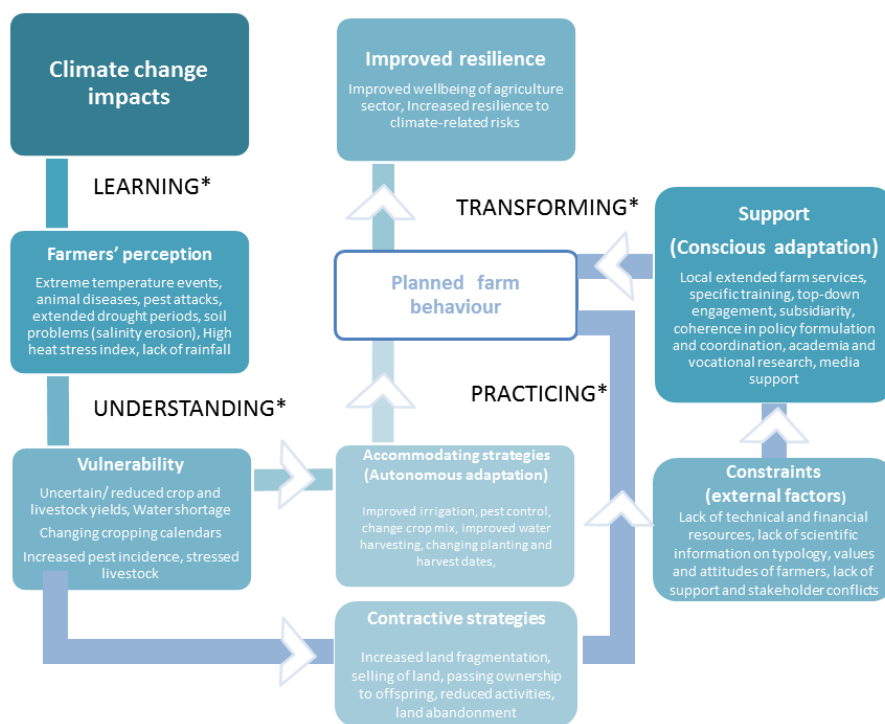 Climate change
impacts
LEARNING*
Farmers' perception
Extreme temperature events,
animal diseases, pest attacks,
extended drought periods, soil
problems (salinity erosion), High
heat stress index, lack of rainfall
UNDERSTANDING*
Vulnerability
Uncertain/ reduced crop and
livestock yields, Water shortage
Changing cropping calendars
Increased pest incidence, stressed
livestock
Improved resilience
Improved wellbeing of agriculture
sector, Increased resilience to
climate-related risks
TRANSFORMING*
Planned farm
behaviour
PRACTICING*
Accommodating strategies
(Autonomous adaptation)
Improved irrigation, pest control,
change crop mix, improved water
harvesting, changing planting and
harvest dates,
Contractive strategies
Increased land fragmentation,
selling of land, passing ownership
to offspring, reduced activities,
land abandonment
Support
(Conscious adaptation)
Local extended farm services,
specific training, top-down
engagement, subsidiarity,
coherence in policy formulation
and coordination, academia and
vocational research, media
support
Constraints
(external factors)
Lack of technical and financial
resources, lack of scientific
information on typology, values
and attitudes of farmers, lack of
support and stakeholder conflicts